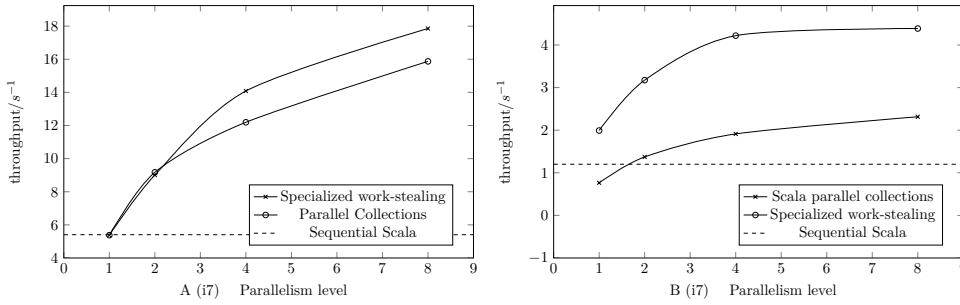 throughput/s⁻¹
18
16
14
12
10
8
6
4
0 1 2 3 4 5 6 7 8 9
Specialized work-stealing
Parallel Collections
Sequential Scala
A (i7) Parallelism level
throughput/s⁻¹
4
3
2
1
0
−1
0 1 2 3 4 5 6 7 8 9
Scala parallel collections
Specialized work-stealing
Sequential Scala
B (i7) Parallelism level